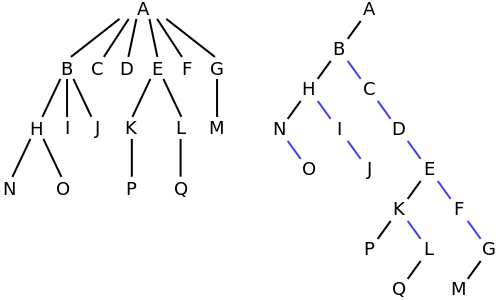 A
B C D E F G
H I J K L M
N O P Q
A
B
H C
N I D
O J E
K F
P L G
Q M